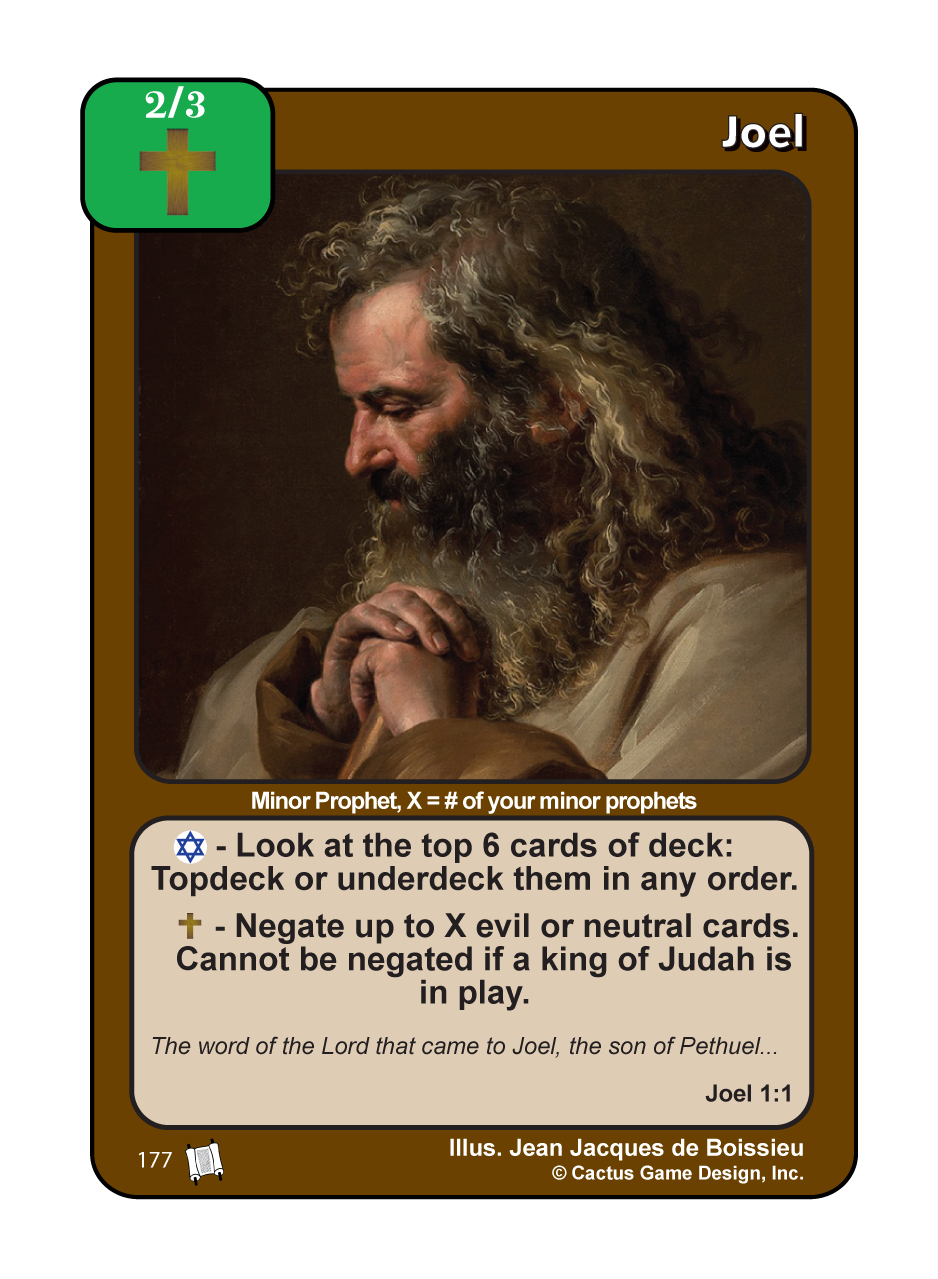 2/3
Joel
Minor Prophet, X = # of your minor prophets
- Look at the top 6 cards of deck:
Topdeck or underdeck them in any order.
- Negate up to X evil or neutral cards.
Cannot be negated if a king of Judah is
in play.
The word of the Lord that came to Joel, the son of Pethuel...
Joel 1:1
177
Illus. Jean Jacques de Boissieu
© Cactus Game Design, Inc.